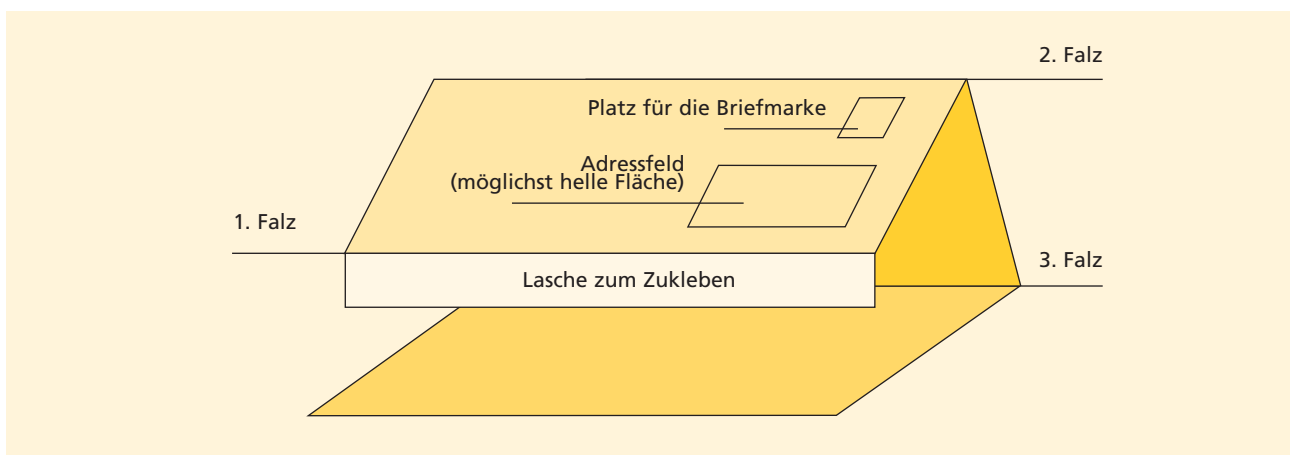 2. Falz
Platz für die Briefmarke
Adressfeld
(möglichst helle Fläche)
1. Falz
3. Falz
Lasche zum Zukleben